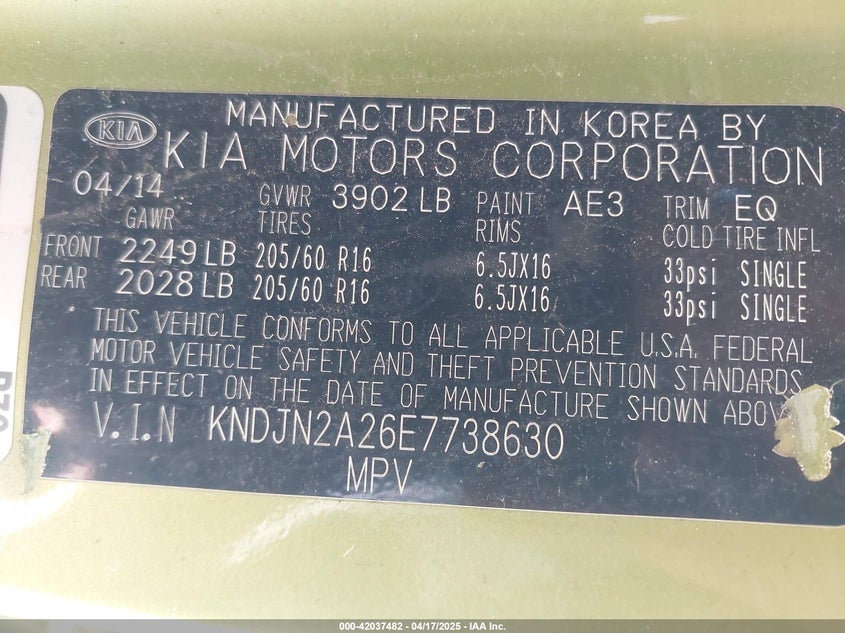 MANUFACTURED IN KOREA BY
KIA KIA MOTORS CORPORATION
04/14 GVWR 3902 LB PAINT AE3 TRIM EQ
GAWR TIRES RIMS COLD TIRE INFL
FRONT 2249 LB 205/60 R16 6.5JX16 33psi SINGLE
REAR 2028 LB 205/60 R16 6.5JX16 33psi SINGLE
THIS VEHICLE CONFORMS TO ALL APPLICABLE U.S.A. FEDERAL
MOTOR VEHICLE SAFETY AND THEFT PREVENTION STANDARDS
IN EFFECT ON THE DATE OF MANUFACTURE SHOWN ABOVE
V.I.N KNDJN2A26E7738630
MPV
000-42037482 - 04/17/2025 - IAA Inc.